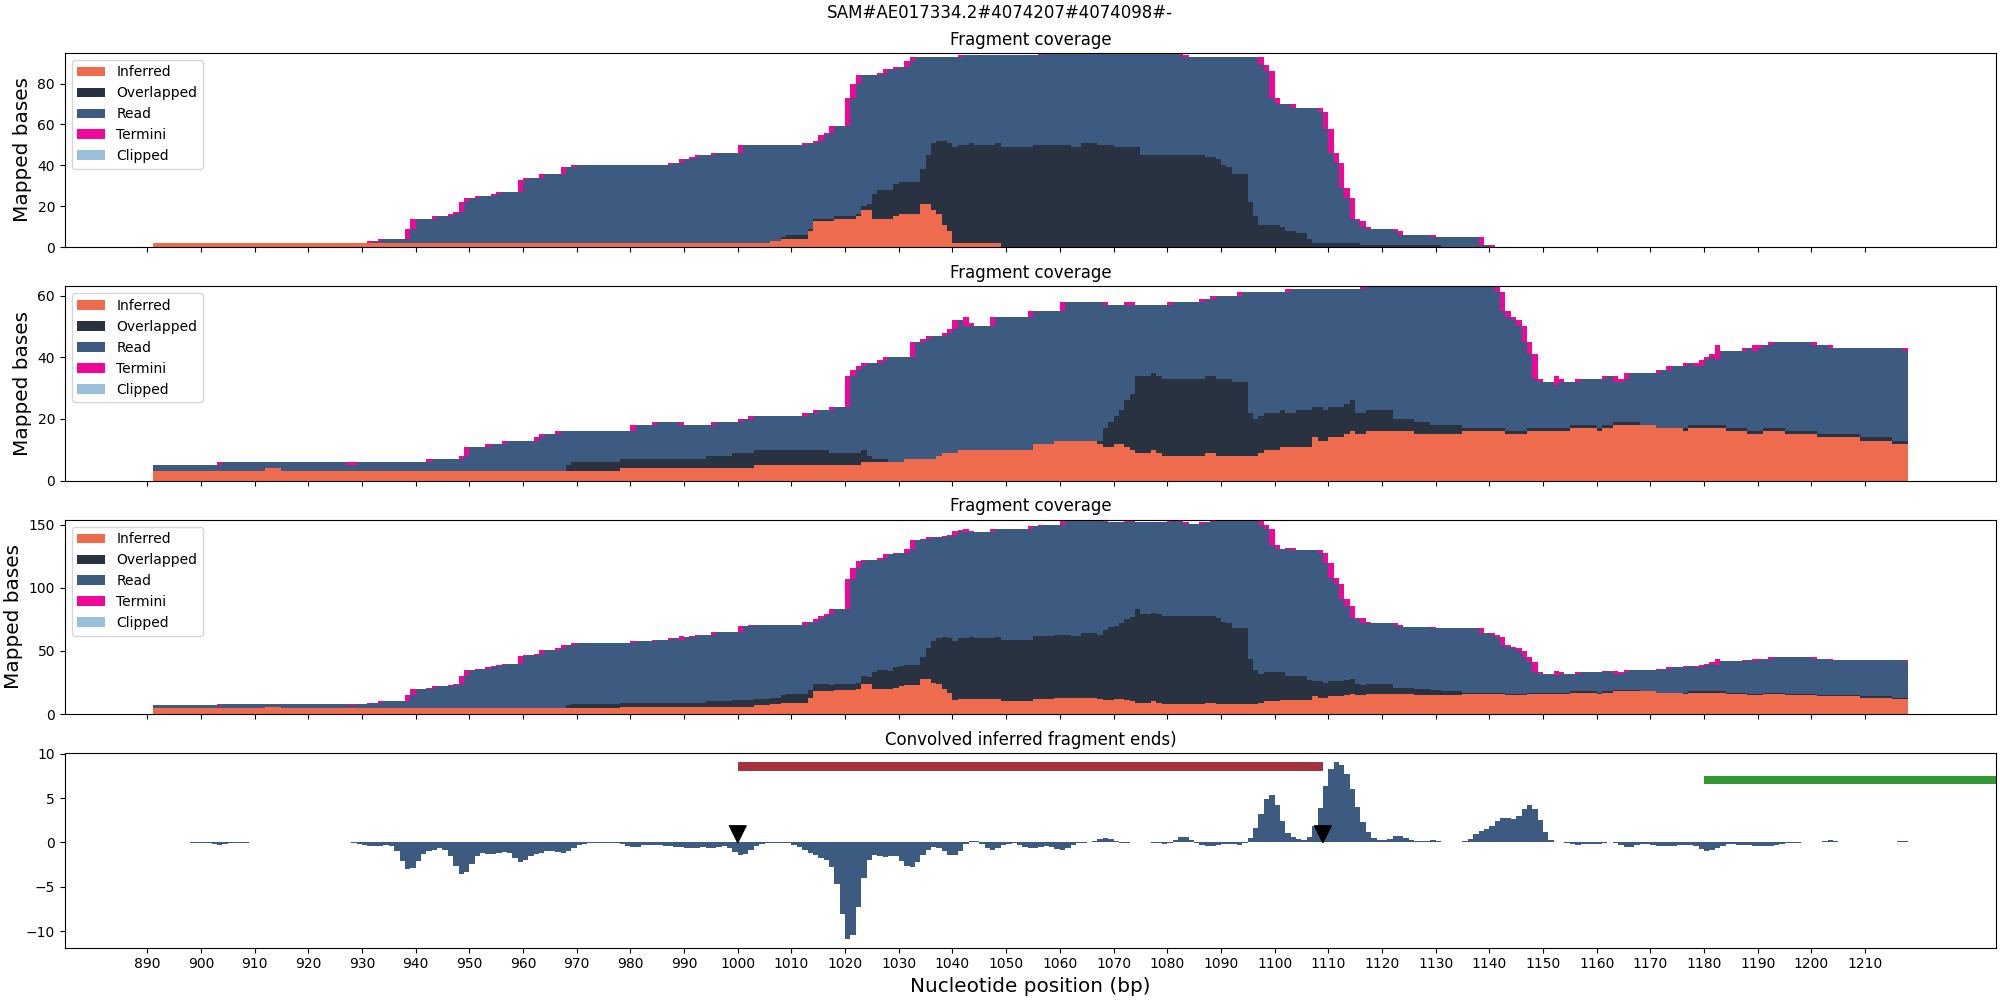 SAM#AE017334.2#4074207#4074098#-
Fragment coverage
Mapped bases
80
60
40
20
0
Inferred
Overlapped
Read
Termini
Clipped
Fragment coverage
Mapped bases
60
40
20
0
Inferred
Overlapped
Read
Termini
Clipped
Fragment coverage
Mapped bases
150
100
50
0
Inferred
Overlapped
Read
Termini
Clipped
Convolved inferred fragment ends)
10
5
0
−5
−10
890 900 910 920 930 940 950 960 970 980 990 1000 1010 1020 1030 1040 1050 1060 1070 1080 1090 1100 1110 1120 1130 1140 1150 1160 1170 1180 1190 1200 1210
Nucleotide position (bp)